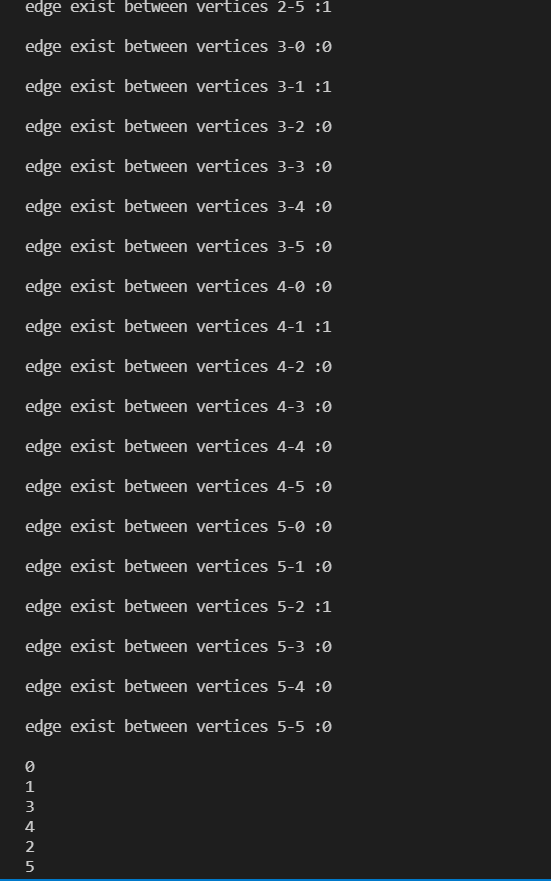 edge exist between vertices 2-5 :1
edge exist between vertices 3-0 :0
edge exist between vertices 3-1 :1
edge exist between vertices 3-2 :0
edge exist between vertices 3-3 :0
edge exist between vertices 3-4 :0
edge exist between vertices 3-5 :0
edge exist between vertices 4-0 :0
edge exist between vertices 4-1 :1
edge exist between vertices 4-2 :0
edge exist between vertices 4-3 :0
edge exist between vertices 4-4 :0
edge exist between vertices 4-5 :0
edge exist between vertices 5-0 :0
edge exist between vertices 5-1 :0
edge exist between vertices 5-2 :1
edge exist between vertices 5-3 :0
edge exist between vertices 5-4 :0
edge exist between vertices 5-5 :0
0
1
3
4
2
5